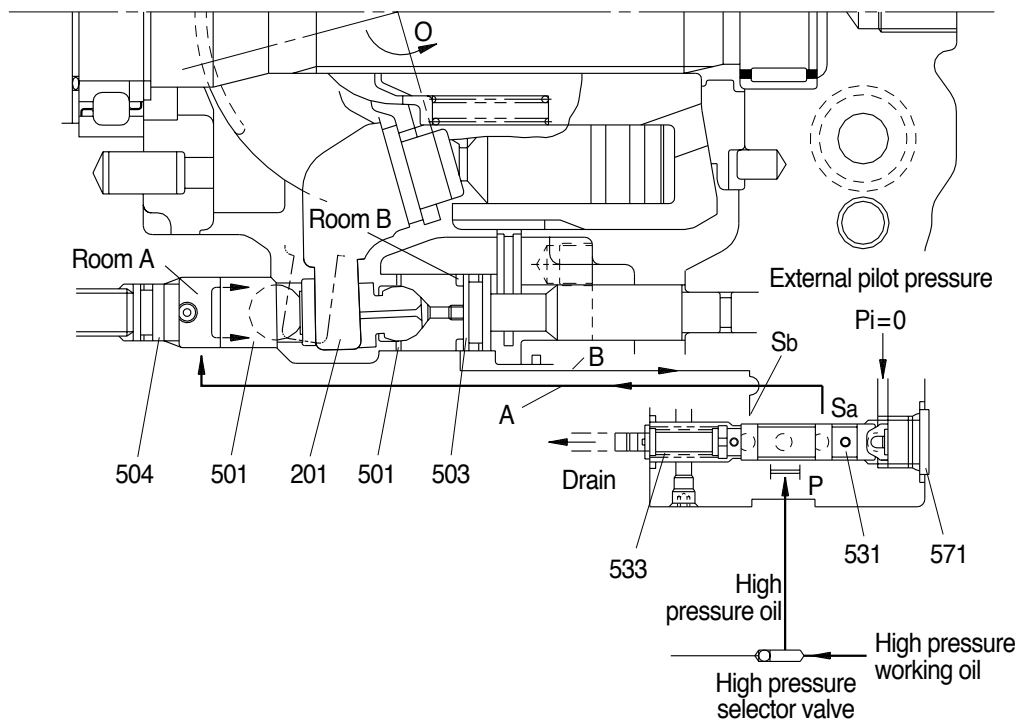 O
Room B
Room A
External pilot pressure
Pi=0
Sb
B
A
Sa
504
501
201
501
503
Drain
P
533
531
571
High
pressure oil
High pressure
working oil
High pressure
selector valve